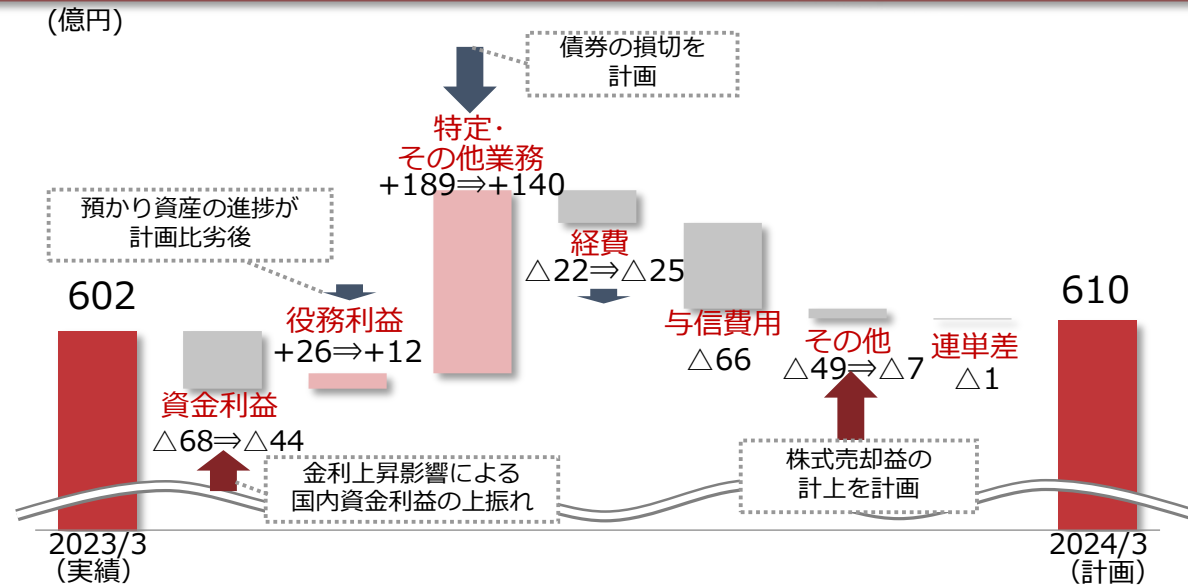 (億円)
債券の損切を
計画
特定・
その他業務
+189⇒+140
預かり資産の進捗が
計画比劣後
経費
△22⇒△25
602
610
役務利益
+26⇒+12
与信費用
△66
その他
△49⇒△7
連単差
△1
資金利益
△68⇒△44
金利上昇影響による
国内資金利益の上振れ
株式売却益の
計上を計画
2023/3
（実績）
2024/3
（計画）